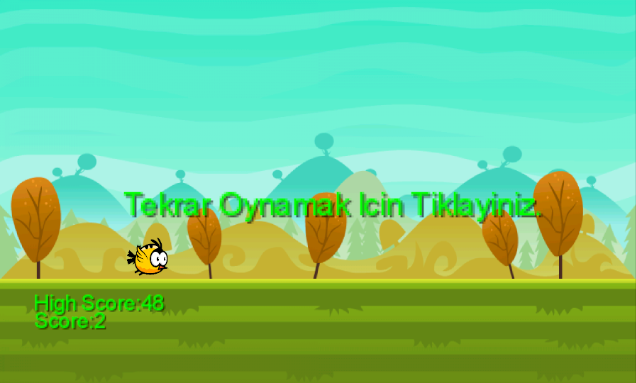 Tekrar Oynamak Icin Tiklayiniz.
High Score:48
Score:2